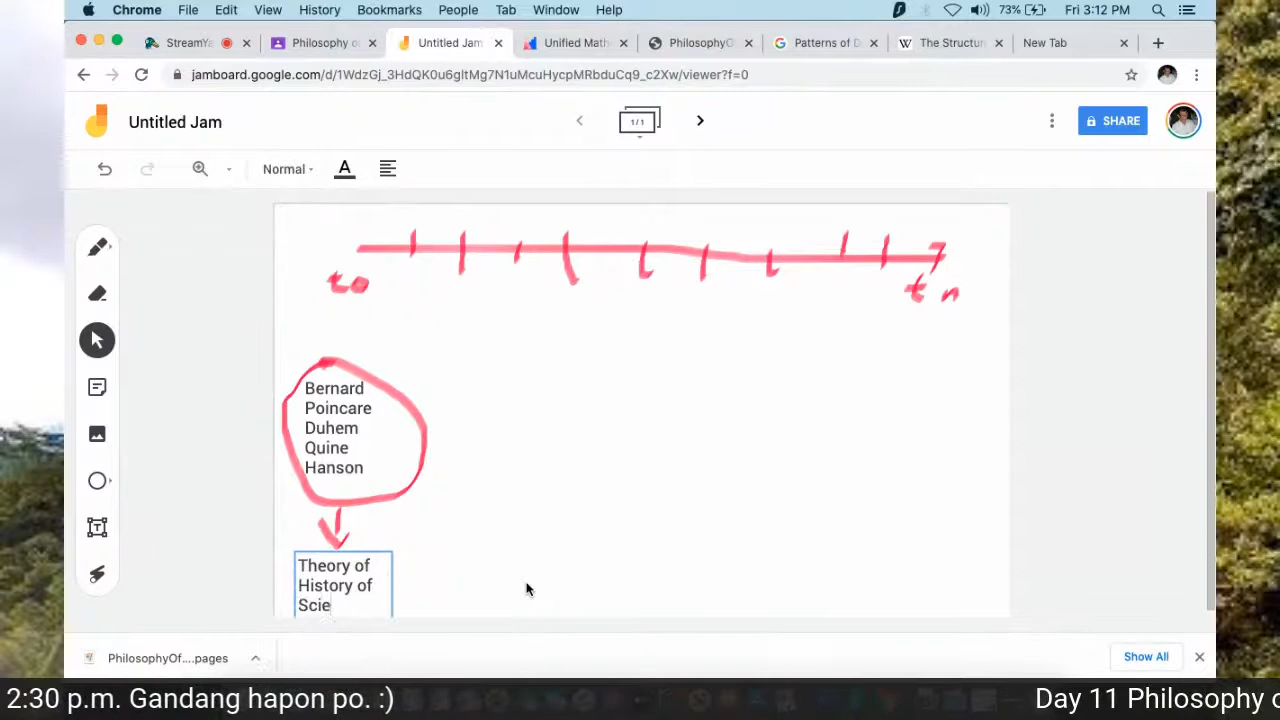 Chrome File Edit View History Bookmarks People Tab Window Help 73% Fri 3:12 PM
StreamYa Philosophy o Untitled Jam Unified Math Philosophy Patterns of D The Structur New Tab
jamboard.google.com/d/1WdzGj_3HdQK0u6gltMg7N1uMcuHycpMRbduCq9_c2Xw/viewer?f=0
Untitled Jam 1/1 SHARE
Normal A
to
tn
Bernard
Poincare
Duhem
Quine
Hanson
Theory of
History of
Scie
PhilosophyOf....pages Show All
2:30 p.m. Gandang hapon po. :) Day 11 Philosophy